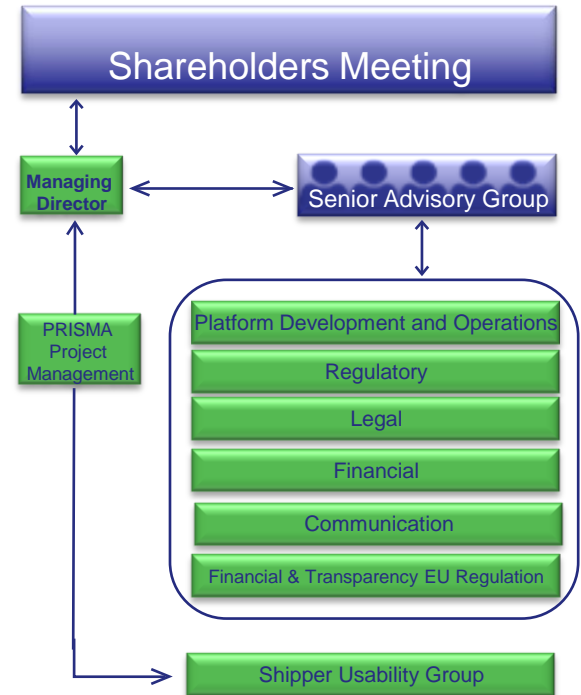 Shareholders Meeting
Managing
Director
Senior Advisory Group
PRISMA
Project
Management
Platform Development and Operations
Regulatory
Legal
Financial
Communication
Financial & Transparency EU Regulation
Shipper Usability Group